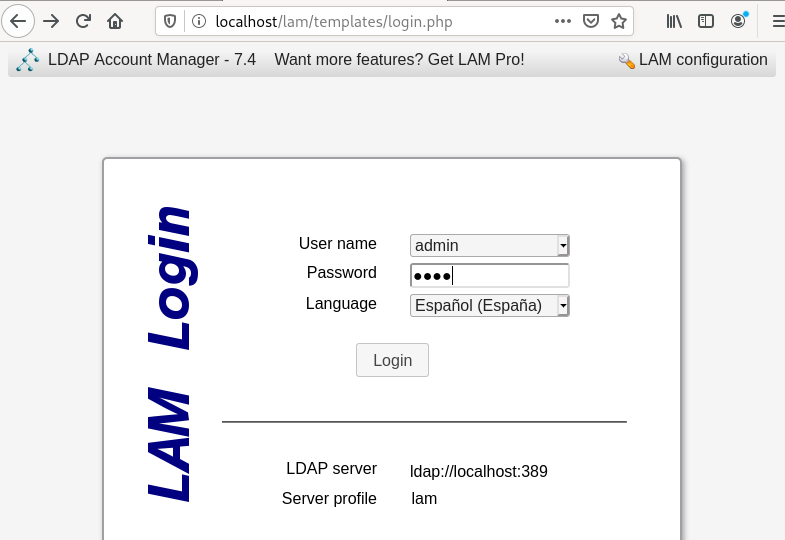 localhost/lam/templates/login.php
LDAP Account Manager - 7.4 Want more features? Get LAM Pro! LAM configuration
LAM Login
User name admin
Password ●●●●
Language Español (España)
Login
LDAP server ldap://localhost:389
Server profile lam